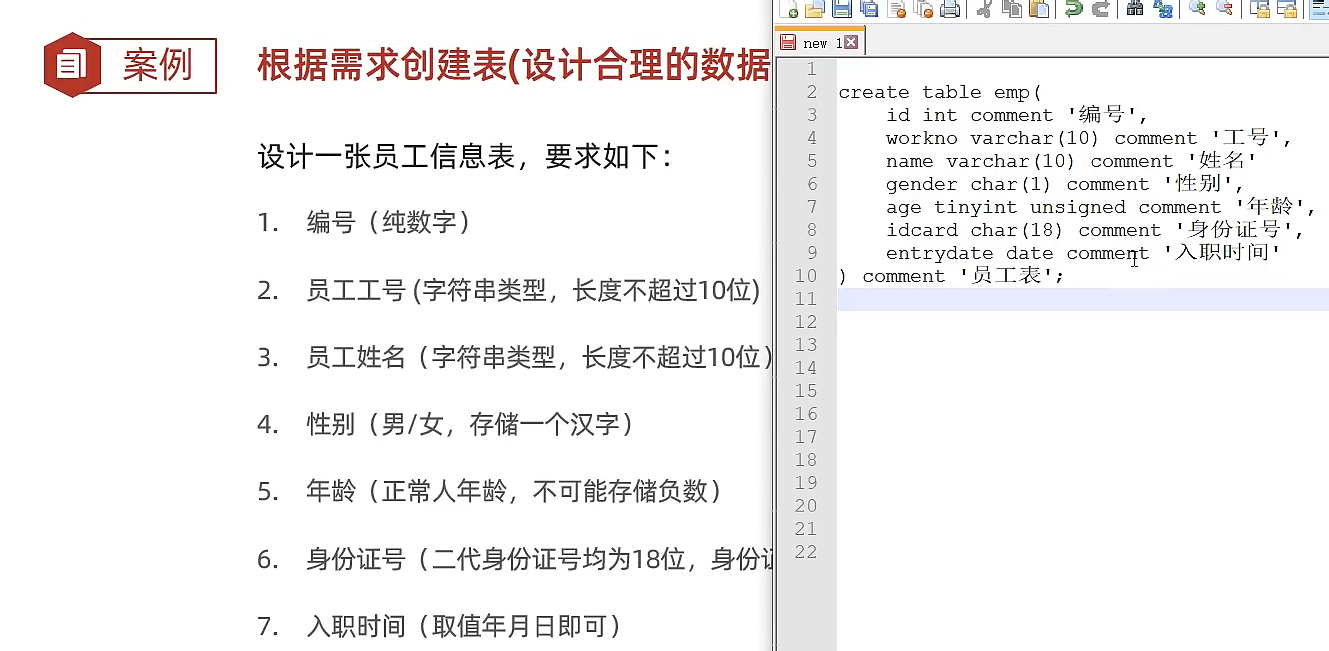 案例
根据需求创建表(设计合理的数据
设计一张员工信息表，要求如下：
1. 编号（纯数字）
2. 员工工号 (字符串类型，长度不超过10位)
3. 员工姓名（字符串类型，长度不超过10位）
4. 性别（男/女，存储一个汉字）
5. 年龄（正常人年龄，不可能存储负数）
6. 身份证号（二代身份证号均为18位，身份证
7. 入职时间（取值年月日即可）
new 1
1
2 create table emp(
3 id int comment '编号',
4 workno varchar(10) comment '工号',
5 name varchar(10) comment '姓名'
6 gender char(1) comment '性别',
7 age tinyint unsigned comment '年龄',
8 idcard char(18) comment '身份证号',
9 entrydate date comment '入职时间'
10 ) comment '员工表';
11
12
13
14
15
16
17
18
19
20
21
22